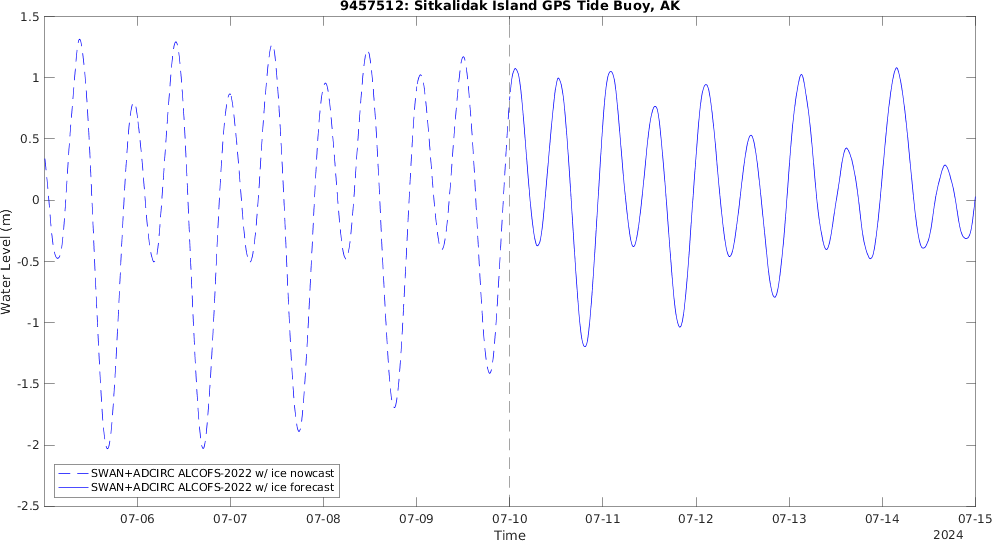 9457512: Sitkalidak Island GPS Tide Buoy, AK
1.5
1
0.5
0
-0.5
-1
-1.5
-2
-2.5
Water Level (m)
SWAN+ADCIRC ALCOFS-2022 w/ ice nowcast
SWAN+ADCIRC ALCOFS-2022 w/ ice forecast
07-06 07-07 07-08 07-09 07-10 07-11 07-12 07-13 07-14 07-15
Time
2024